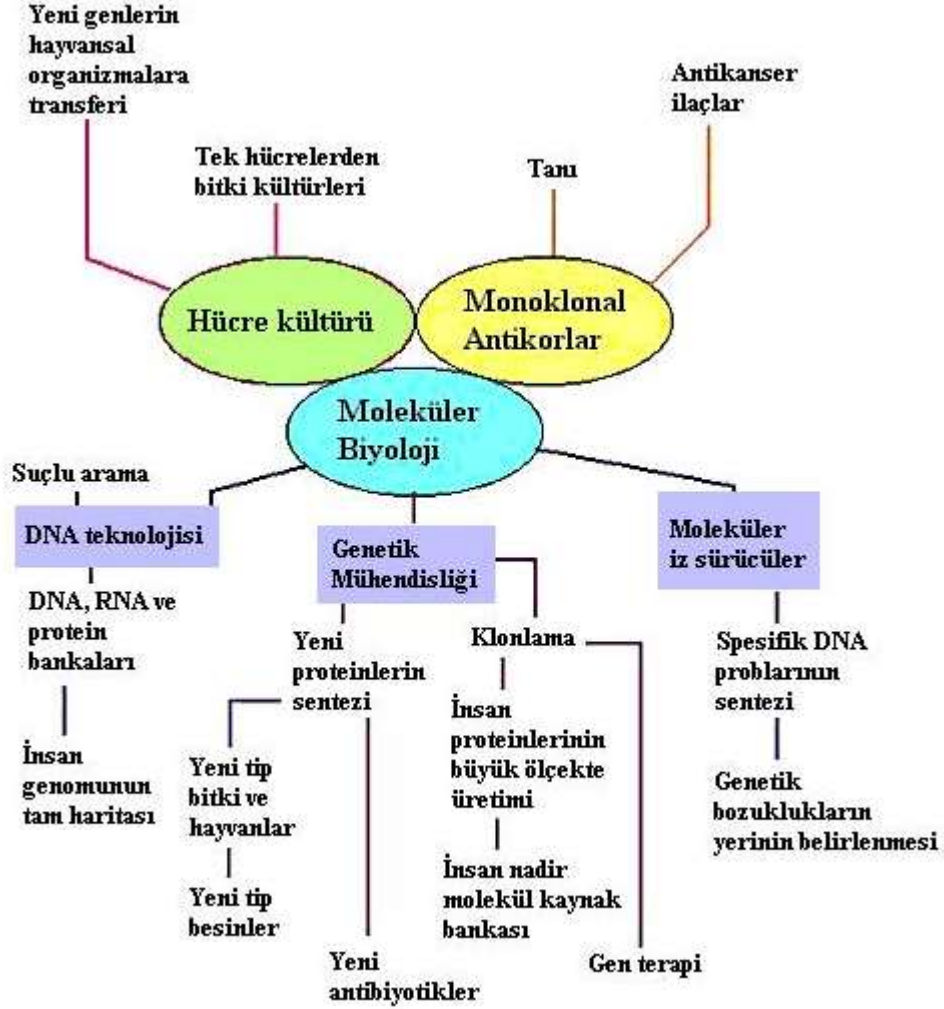 Yeni genlerin
hayvansal
organizmalara
transferi
Antikanser
ilaçlar
Tek hücrelerden
bitki kültürleri
Tanı
Hücre kültürü
Monoklonal
Antikorlar
Moleküler
Biyoloji
Suçlu arama
DNA teknolojisi
DNA, RNA ve
protein
bankaları
İnsan
genomunun
tam haritası
Genetik
Mühendisliği
Yeni
proteinlerin
sentezi
Yeni tip
bitki ve
hayvanlar
Yeni tip
besinler
Yeni
antibiyotikler
Klonlama
İnsan
proteinlerinin
büyük ölçekte
üretimi
İnsan nadir
molekül kaynak
bankası
Gen terapi
Moleküler
iz sürücüler
Spesifik DNA
problarının
sentezi
Genetik
bozuklukların
yerinin belirlenmesi